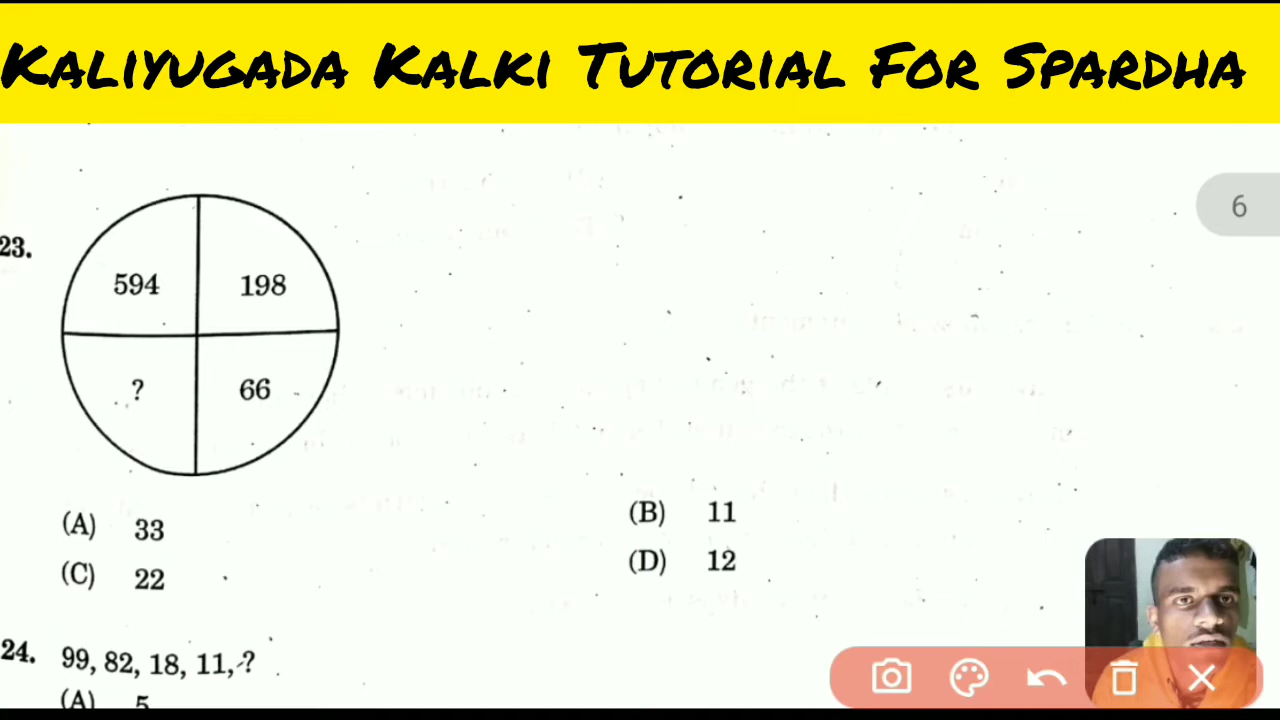 KALIYUGADA KALKI TUTORIAL FOR SPARDHA
6
23.
594 198
? 66
(A) 33 (B) 11
(C) 22 (D) 12
24. 99, 82, 18, 11, ?
(A) 5